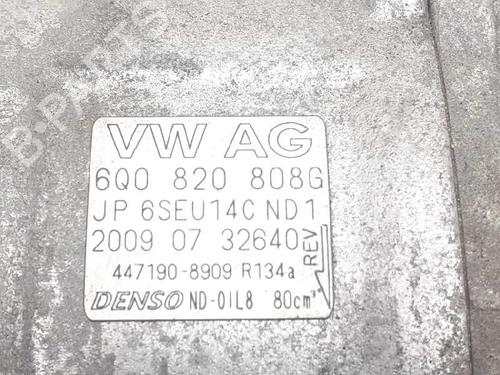 B-PARTS
VW AG
6Q0 820 808G
JP 6SEU14C ND1
2009 07 32640
REV
447190-8909 R134a
DENSO ND-OIL8 80cm³